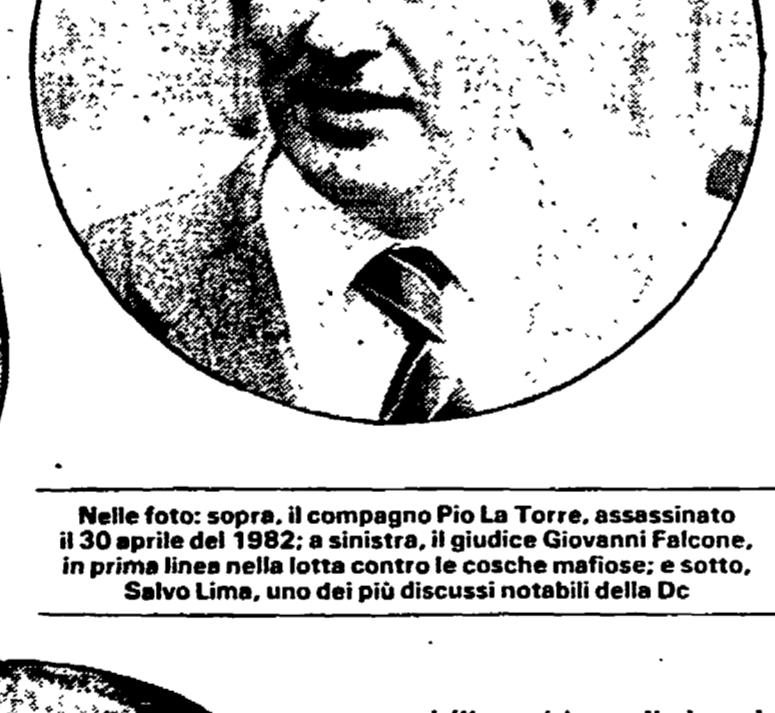 Nelle foto: sopra, il compagno Pio La Torre, assassinato
il 30 aprile del 1982; a sinistra, il giudice Giovanni Falcone,
in prima linea nella lotta contro le cosche mafiose; e sotto,
Salvo Lima, uno dei più discussi notabili della Dc